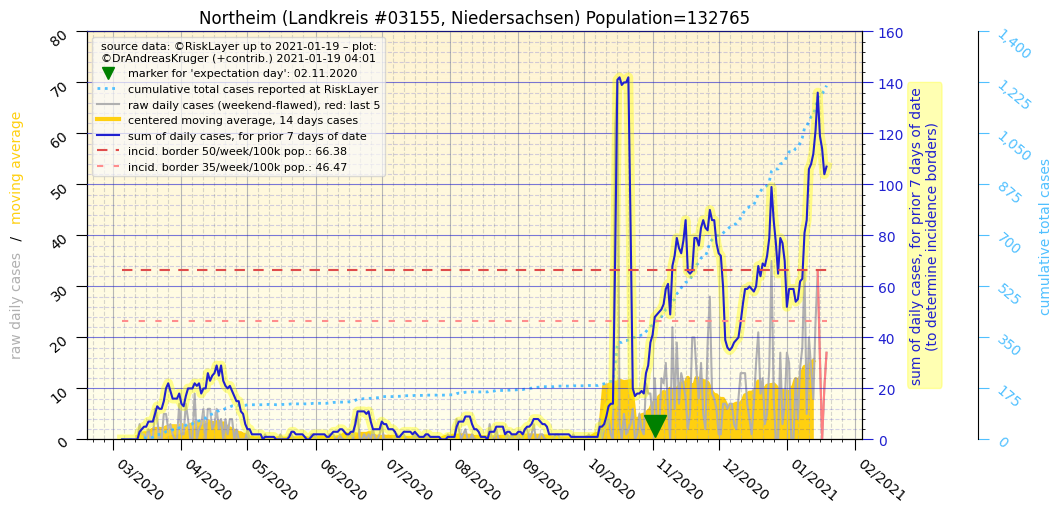 Northeim (Landkreis #03155, Niedersachsen) Population=132765
source data: ©RiskLayer up to 2021-01-19 – plot:
©DrAndreasKruger (+contrib.) 2021-01-19 04:01
marker for 'expectation day': 02.11.2020
cumulative total cases reported at RiskLayer
raw daily cases (weekend-flawed), red: last 5
centered moving average, 14 days cases
sum of daily cases, for prior 7 days of date
incid. border 50/week/100k pop.: 66.38
incid. border 35/week/100k pop.: 46.47
raw daily cases / moving average
80
70
60
50
40
30
20
10
0
03/2020
04/2020
05/2020
06/2020
07/2020
08/2020
09/2020
10/2020
11/2020
12/2020
01/2021
02/2021
160
140
120
100
80
60
40
20
0
sum of daily cases, for prior 7 days of date
(to determine incidence borders)
1,400
1,225
1,050
875
700
525
350
175
0
cumulative total cases